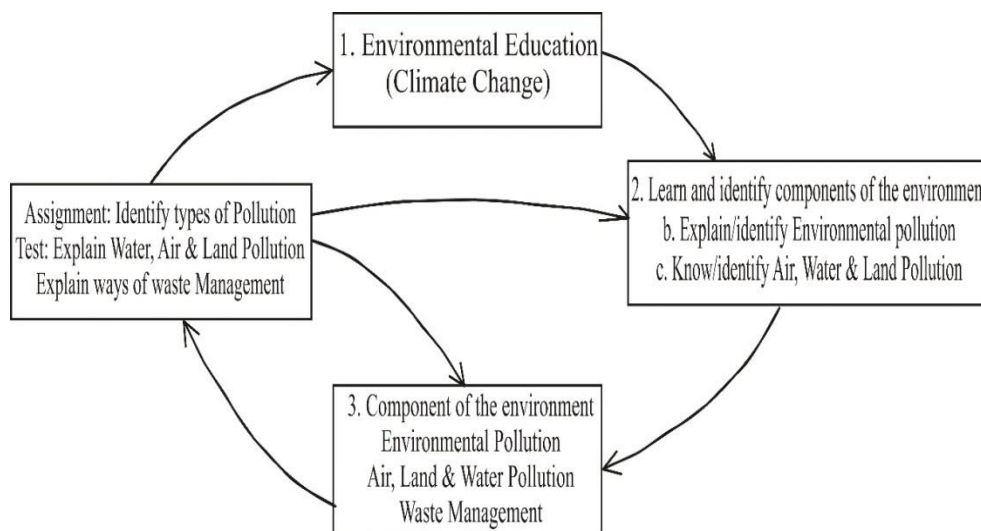 1. Environmental Education
(Climate Change)
2. Learn and identify components of the environmen
b. Explain/identify Environmental pollution
c. Know/identify Air, Water & Land Pollution
3. Component of the environment
Environmental Pollution
Air, Land & Water Pollution
Waste Management
Assignment: Identify types of Pollution
Test: Explain Water, Air & Land Pollution
Explain ways of waste Management